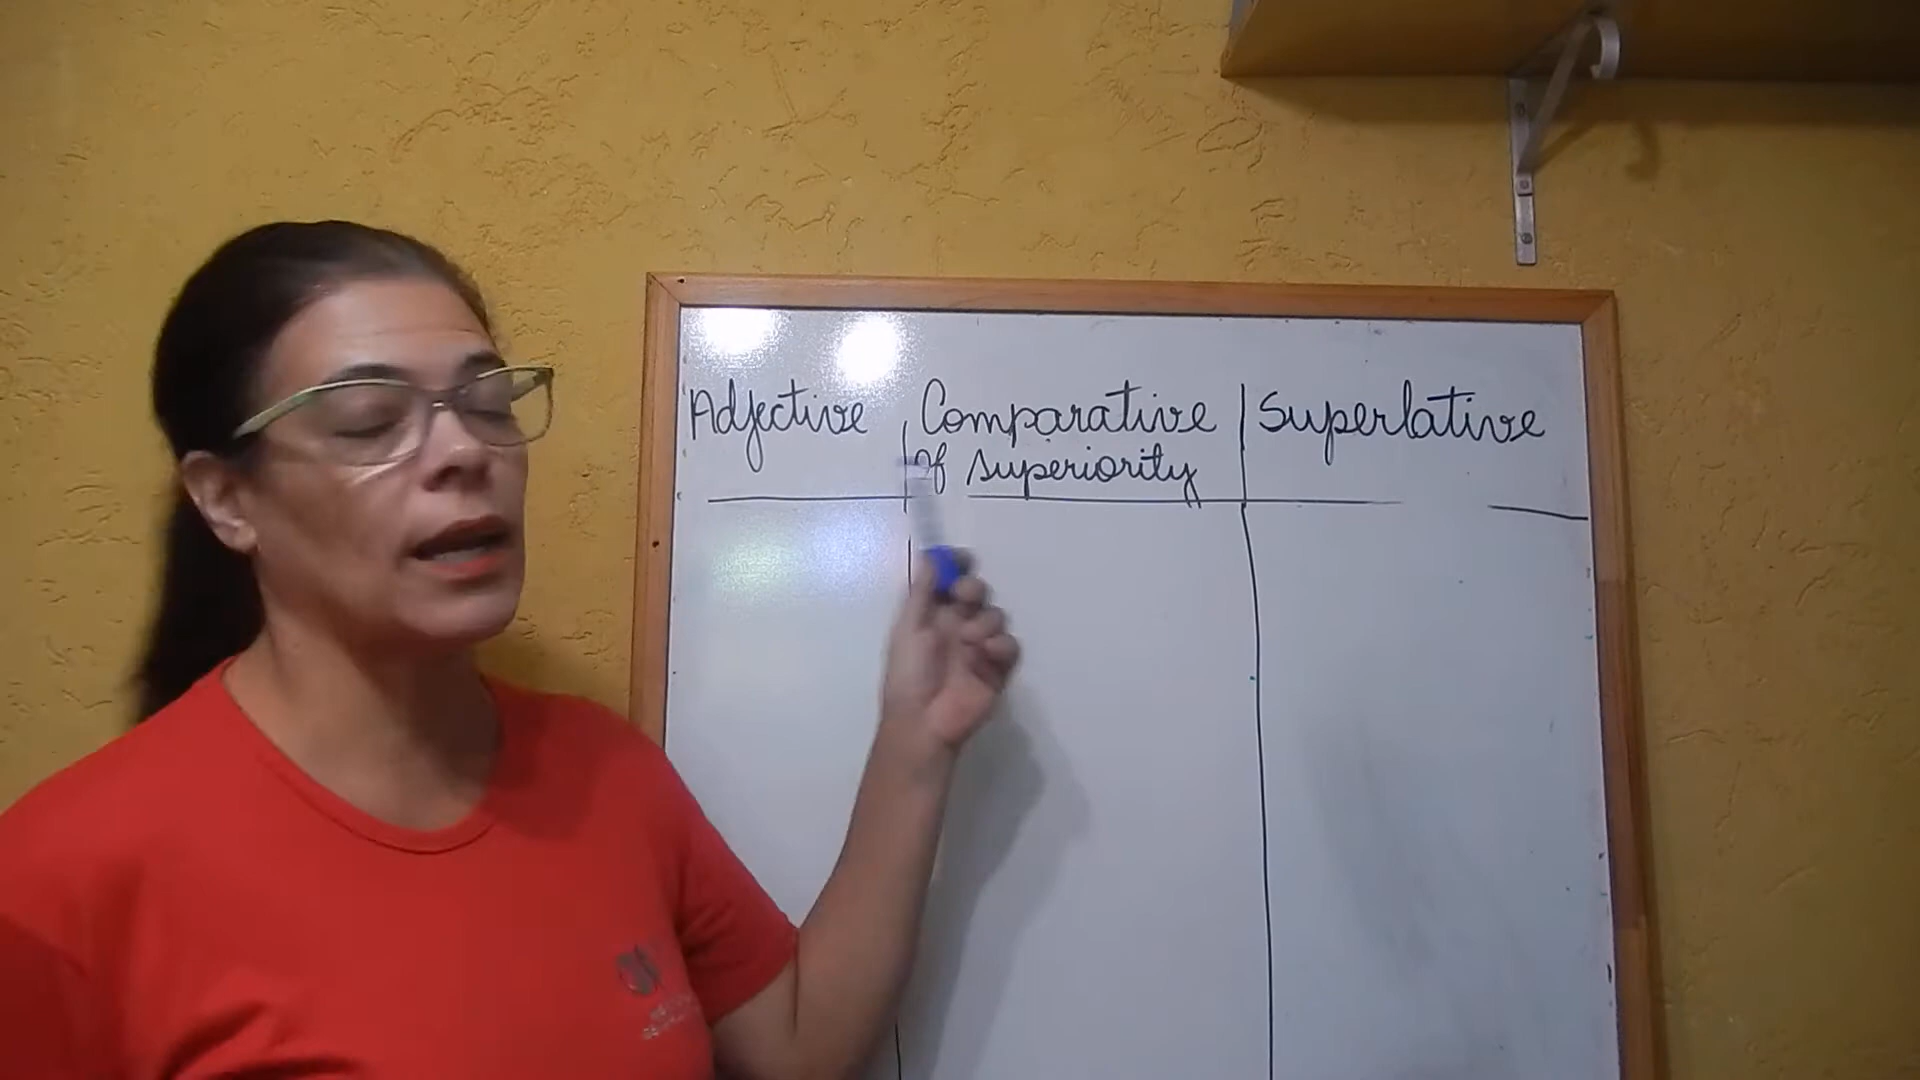 Adjective
Comparative
of superiority
Superlative